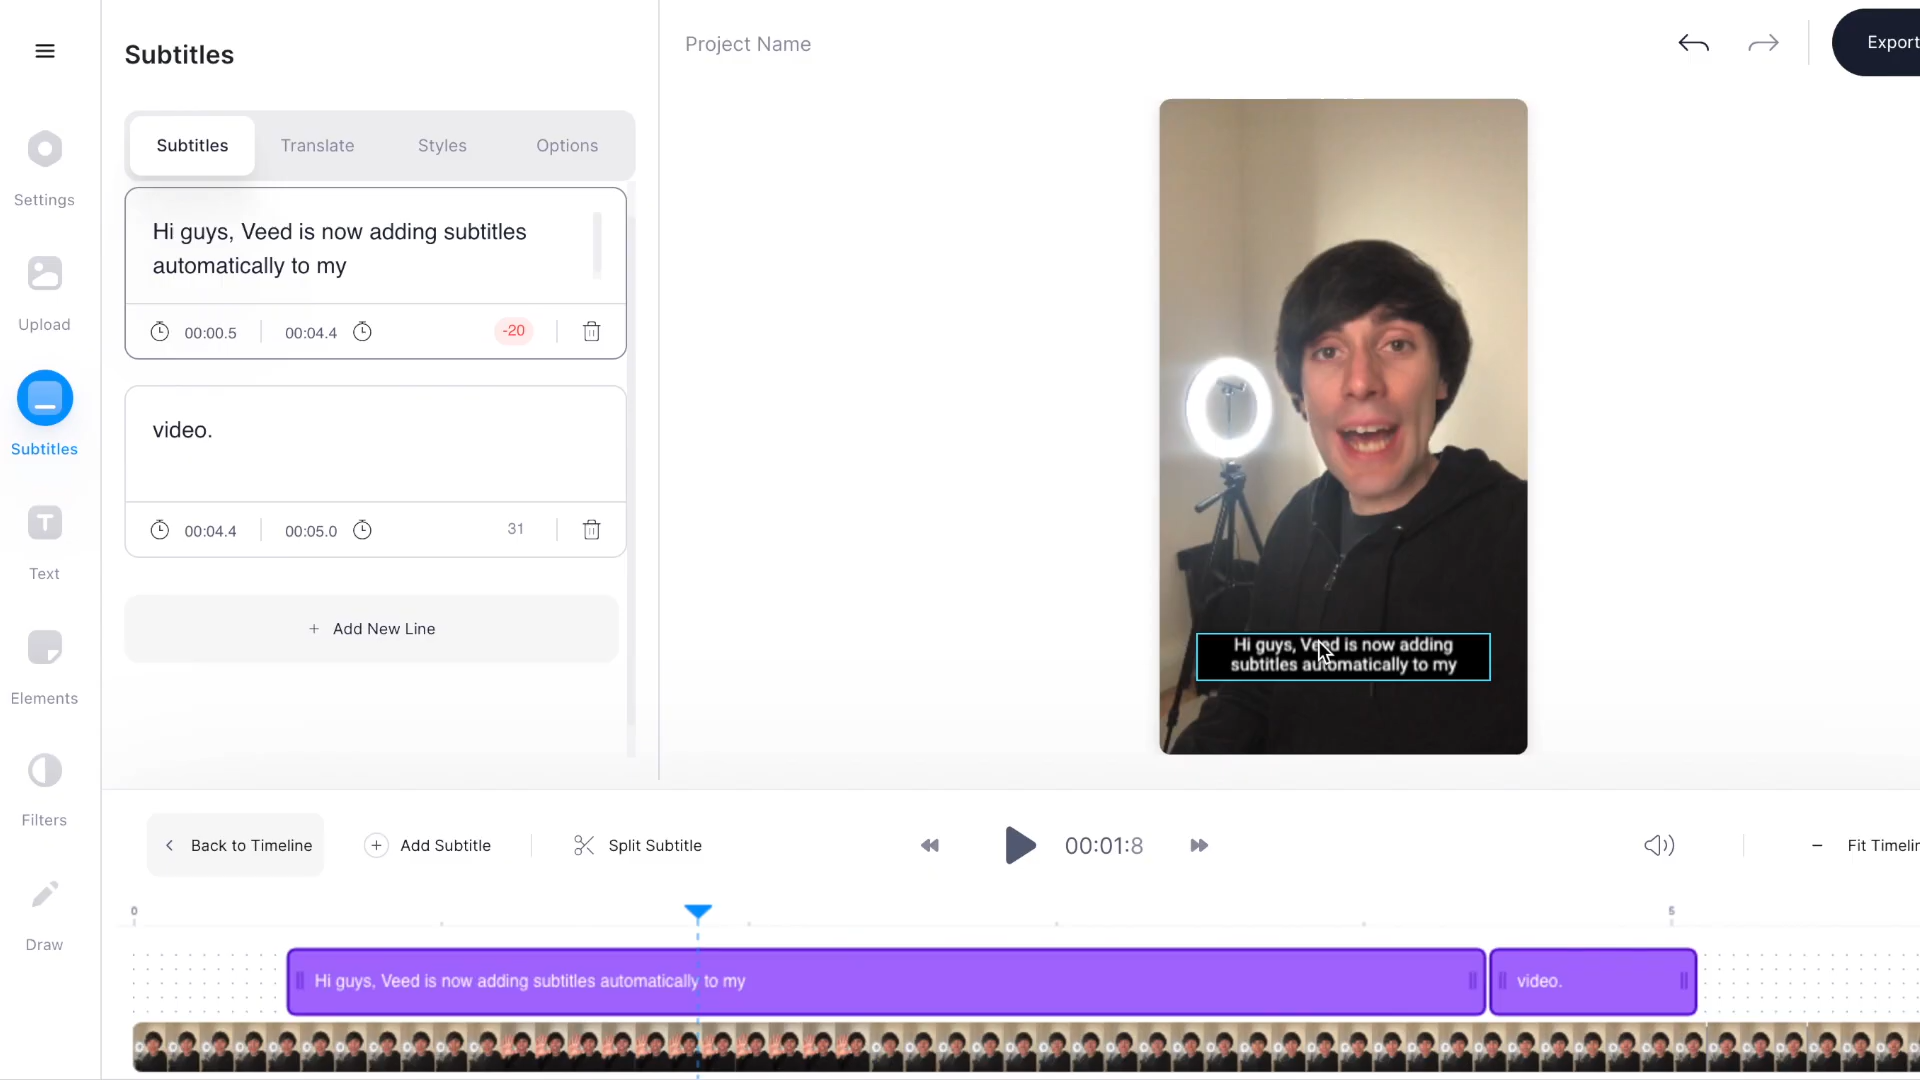 Subtitles
Project Name
Export
Subtitles
Translate
Styles
Options
Settings
Upload
Subtitles
Text
Elements
Filters
Draw
Hi guys, Veed is now adding subtitles
automatically to my
00:00.5
00:04.4
-20
video.
00:04.4
00:05.0
31
+ Add New Line
Hi guys, Veed is now adding
subtitles automatically to my
Back to Timeline
Add Subtitle
Split Subtitle
00:01:8
Fit Timelin
0
5
Hi guys, Veed is now adding subtitles automatically to my
video.